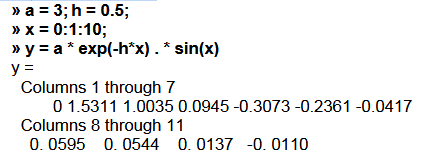 » a = 3; h = 0.5;
» x = 0:1:10;
» y = a * exp(-h*x) . * sin(x)
y =
Columns 1 through 7
0 1.5311 1.0035 0.0945 -0.3073 -0.2361 -0.0417
Columns 8 through 11
0. 0595 0. 0544 0. 0137 -0. 0110